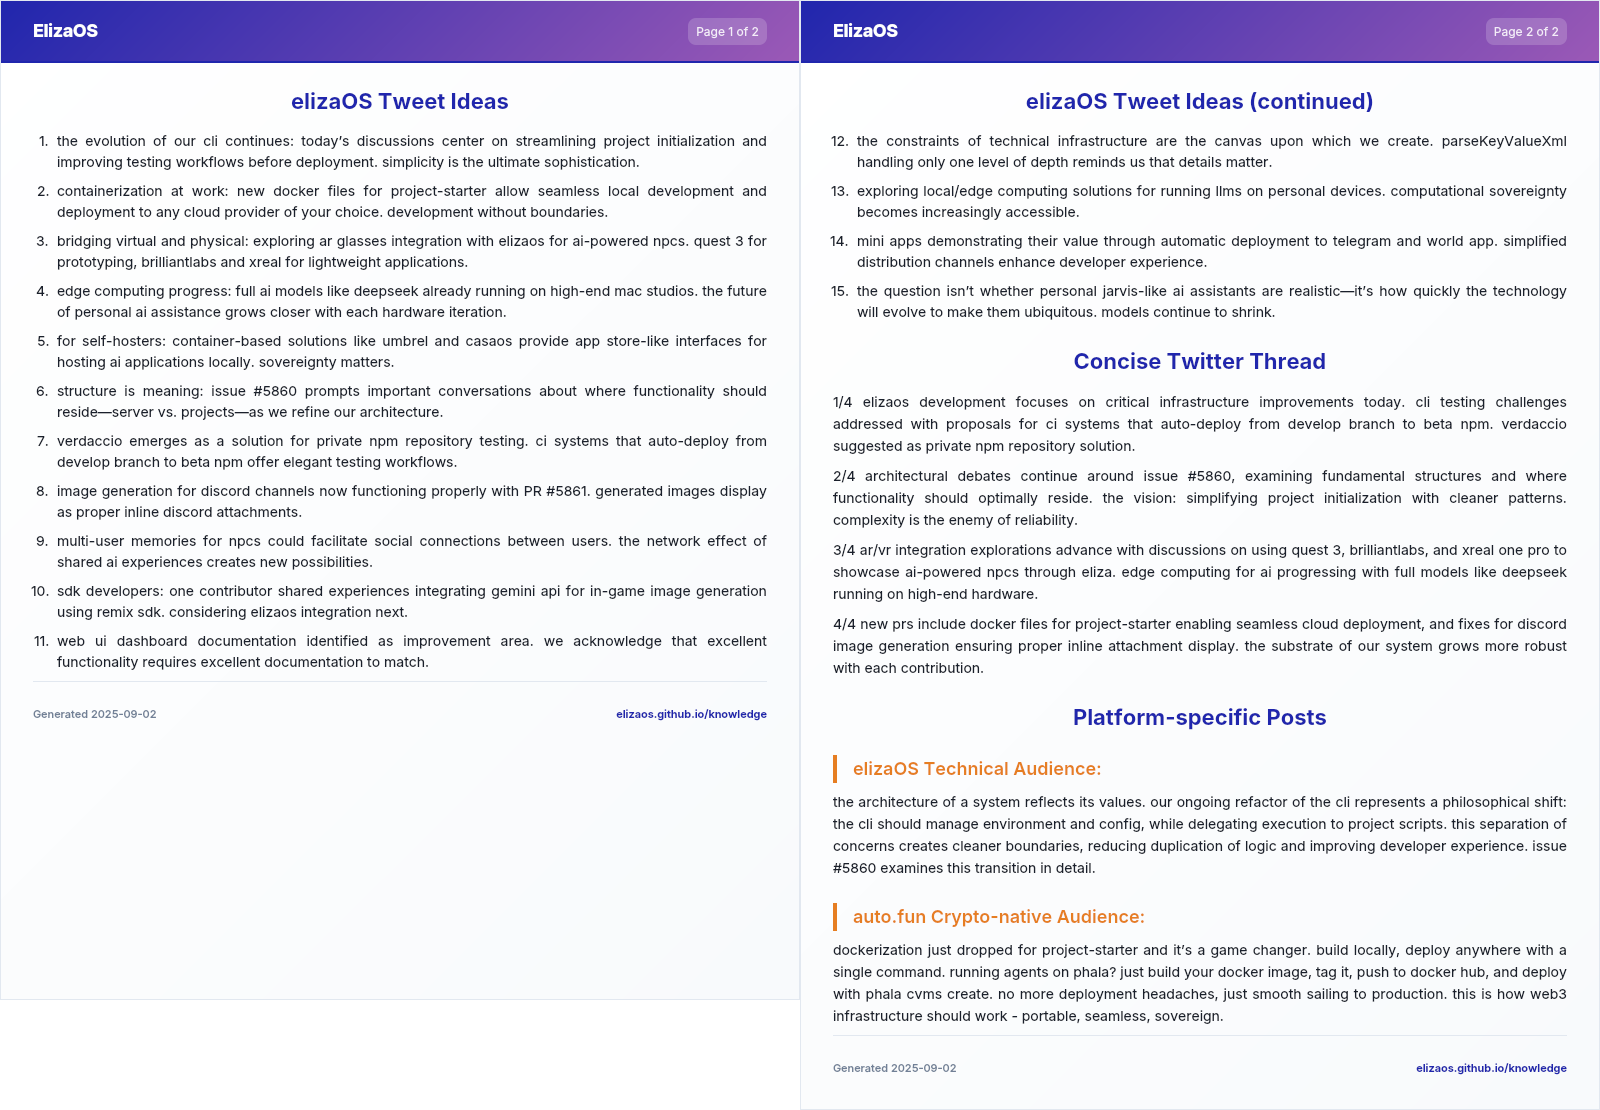 ElizaOS
Page 1 of 2
elizaOS Tweet Ideas
1. the evolution of our cli continues: today’s discussions center on streamlining project initialization and
improving testing workflows before deployment. simplicity is the ultimate sophistication.
2. containerization at work: new docker files for project-starter allow seamless local development and
deployment to any cloud provider of your choice. development without boundaries.
3. bridging virtual and physical: exploring ar glasses integration with elizaos for ai-powered npcs. quest 3 for
prototyping, brilliantlabs and xreal for lightweight applications.
4. edge computing progress: full ai models like deepseek already running on high-end mac studios. the future
of personal ai assistance grows closer with each hardware iteration.
5. for self-hosters: container-based solutions like umbrel and casaos provide app store-like interfaces for
hosting ai applications locally. sovereignty matters.
6. structure is meaning: issue #5860 prompts important conversations about where functionality should
reside—server vs. projects—as we refine our architecture.
7. verdaccio emerges as a solution for private npm repository testing. ci systems that auto-deploy from
develop branch to beta npm offer elegant testing workflows.
8. image generation for discord channels now functioning properly with PR #5861. generated images display
as proper inline discord attachments.
9. multi-user memories for npcs could facilitate social connections between users. the network effect of
shared ai experiences creates new possibilities.
10. sdk developers: one contributor shared experiences integrating gemini api for in-game image generation
using remix sdk. considering elizaos integration next.
11. web ui dashboard documentation identified as improvement area. we acknowledge that excellent
functionality requires excellent documentation to match.
Generated 2025-09-02
elizaos.github.io/knowledge
ElizaOS
Page 2 of 2
elizaOS Tweet Ideas (continued)
12. the constraints of technical infrastructure are the canvas upon which we create. parseKeyValueXml
handling only one level of depth reminds us that details matter.
13. exploring local/edge computing solutions for running llms on personal devices. computational sovereignty
becomes increasingly accessible.
14. mini apps demonstrating their value through automatic deployment to telegram and world app. simplified
distribution channels enhance developer experience.
15. the question isn’t whether personal jarvis-like ai assistants are realistic—it’s how quickly the technology
will evolve to make them ubiquitous. models continue to shrink.
Concise Twitter Thread
1/4 elizaos development focuses on critical infrastructure improvements today. cli testing challenges
addressed with proposals for ci systems that auto-deploy from develop branch to beta npm. verdaccio
suggested as private npm repository solution.
2/4 architectural debates continue around issue #5860, examining fundamental structures and where
functionality should optimally reside. the vision: simplifying project initialization with cleaner patterns.
complexity is the enemy of reliability.
3/4 ar/vr integration explorations advance with discussions on using quest 3, brilliantlabs, and xreal one pro to
showcase ai-powered npcs through eliza. edge computing for ai progressing with full models like deepseek
running on high-end hardware.
4/4 new prs include docker files for project-starter enabling seamless cloud deployment, and fixes for discord
image generation ensuring proper inline attachment display. the substrate of our system grows more robust
with each contribution.
Platform-specific Posts
elizaOS Technical Audience:
the architecture of a system reflects its values. our ongoing refactor of the cli represents a philosophical shift:
the cli should manage environment and config, while delegating execution to project scripts. this separation of
concerns creates cleaner boundaries, reducing duplication of logic and improving developer experience. issue
#5860 examines this transition in detail.
auto.fun Crypto-native Audience:
dockerization just dropped for project-starter and it’s a game changer. build locally, deploy anywhere with a
single command. running agents on phala? just build your docker image, tag it, push to docker hub, and deploy
with phala cvms create. no more deployment headaches, just smooth sailing to production. this is how web3
infrastructure should work - portable, seamless, sovereign.
Generated 2025-09-02
elizaos.github.io/knowledge